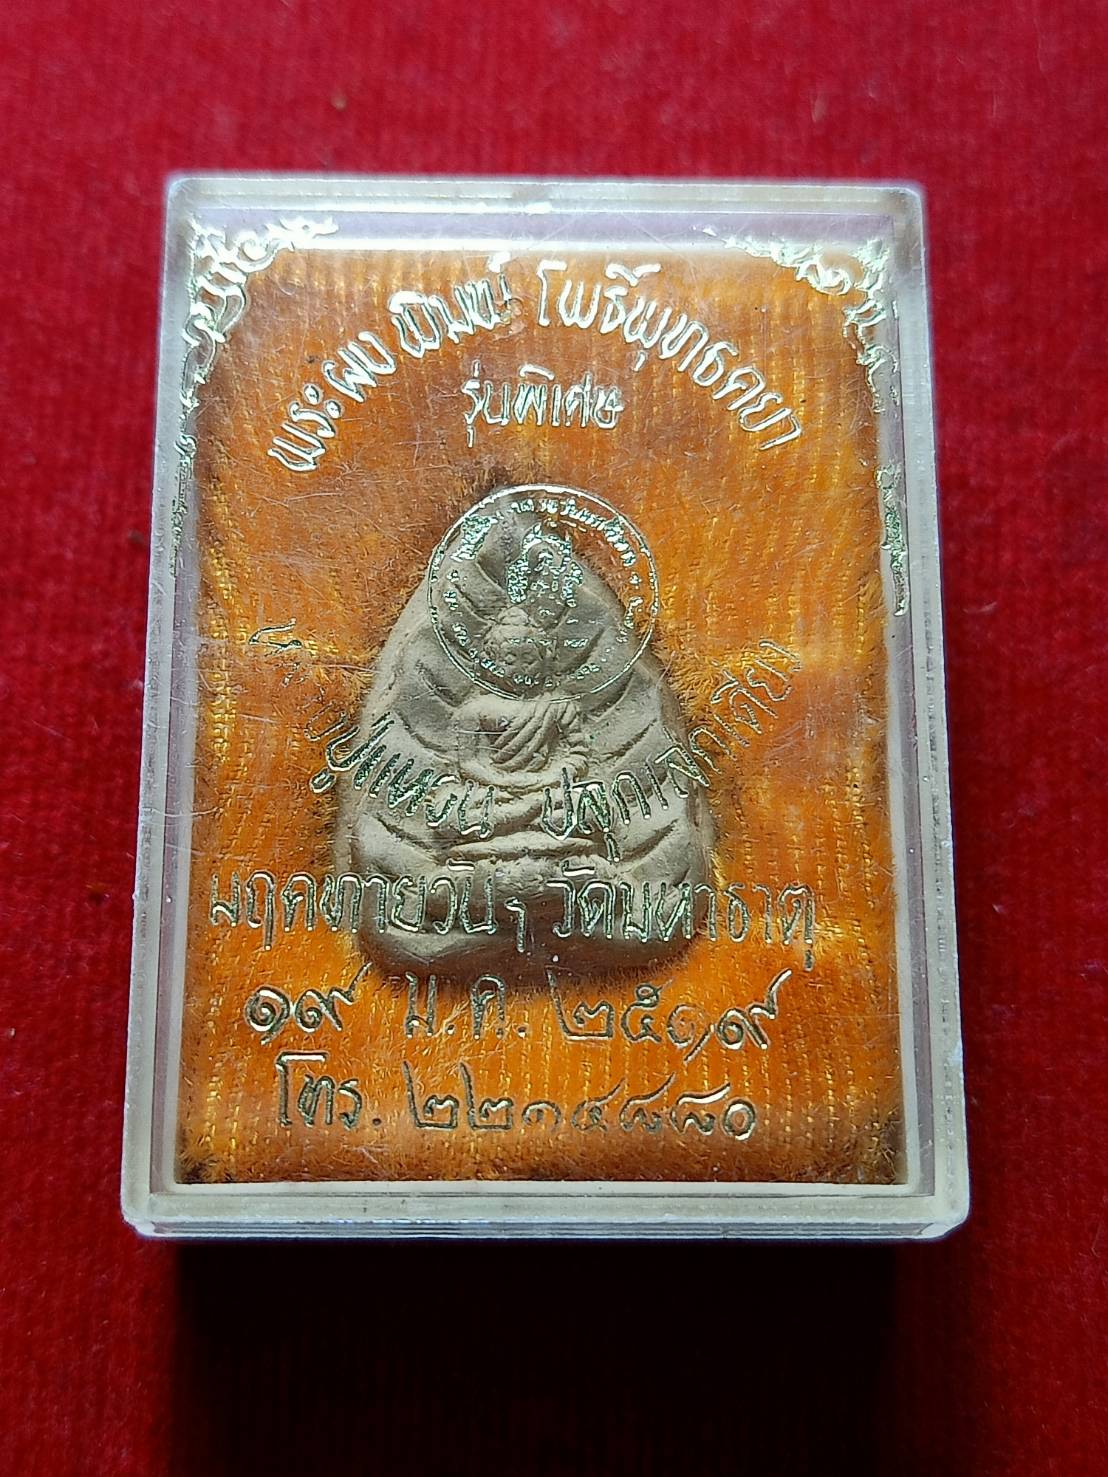 พระผงพิมพ์ โพธิ์พุทธคยา
รุ่นพิเศษ
หลวงปู่แหวน ปลุกเสกเดี่ยว
มฤคทายวันฯ วัดมหาธาตุ
๑๙ ม.ค. ๒๕๑๙
โทร. ๒๒๑๔๘๘๐